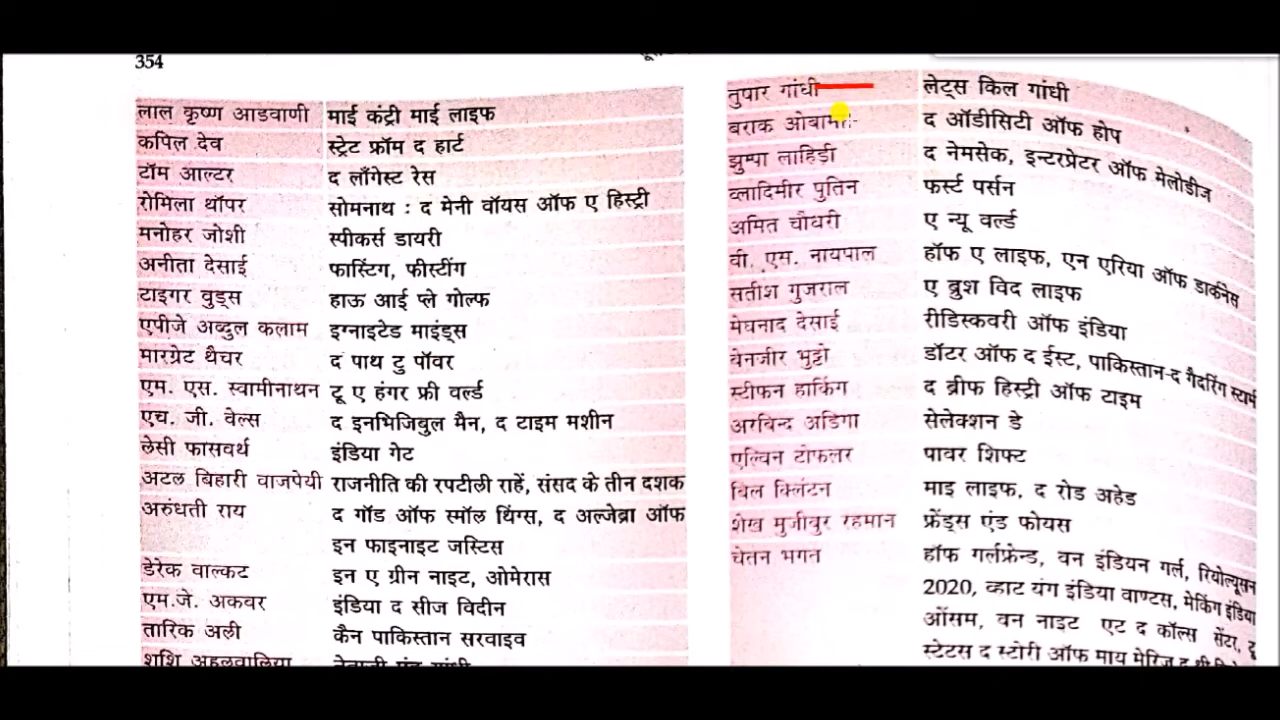 354
लाल कृष्ण आडवाणी माई कंट्री माई लाइफ
कपिल देव स्ट्रेट फ्रॉम द हार्ट
टॉम आल्टर द लॉंगेस्ट रेस
रोमिला थॉपर सोमनाथ : द मेनी वॉयस ऑफ ए हिस्ट्री
मनोहर जोशी स्पीकर्स डायरी
अनीता देसाई फास्टिंग, फीस्टींग
टाइगर वुड्स हाऊ आई प्ले गोल्फ
एपीजे अब्दुल कलाम इग्नाइटेड माइंड्स
मारग्रेट थैचर द पाथ टु पॉवर
एम. एस. स्वामीनाथन टू ए हंगर फ्री वर्ल्ड
एच. जी. वेल्स द इनभिजिबुल मैन, द टाइम मशीन
लेसी फासवर्थ इंडिया गेट
अटल बिहारी वाजपेयी राजनीति की रपटीली राहें, संसद के तीन दशक
अरुंधती राय द गॉड ऑफ स्मॉल थिंग्स, द अल्जेब्रा ऑफ
इन फाइनाइट जस्टिस
डेरेक वाल्कट इन ए ग्रीन नाइट, ओमेरास
एम.जे. अकबर इंडिया द सीज विदीन
तारिक अली कैन पाकिस्तान सरवाइव
शशि अहलूवालिया
तुषार गांधी लेट्स किल गांधी
बराक ओबामा द ऑडीसिटी ऑफ होप
झुम्पा लाहिड़ी द नेमसेक, इन्टरप्रेटर ऑफ मेलोडीज
व्लादिमीर पुतिन फर्स्ट पर्सन
अमित चौधरी ए न्यू वर्ल्ड
वी. एस. नायपाल हॉफ ए लाइफ, एन एरिया ऑफ डार्कनेस
सतीश गुजराल ए ब्रुश विद लाइफ
मेघनाद देसाई रीडिस्कवरी ऑफ इंडिया
बेनजीर भुट्टो डॉटर ऑफ द ईस्ट, पाकिस्तान-द गैदरिंग स्टार्म
स्टीफन हाकिंग द ब्रीफ हिस्ट्री ऑफ टाइम
अरविन्द अडिगा सेलेक्शन डे
एल्विन टोफलर पावर शिफ्ट
बिल क्लिंटन माइ लाइफ, द रोड अहेड
शेख मुजीबुर रहमान फ्रेंड्स एंड फोयस
चेतन भगत हॉफ गर्लफ्रेन्ड, वन इंडियन गर्ल, रियोल्यूसन
2020, व्हाट यंग इंडिया वाण्टस, मेकिंग इंडिया
ओंसम, वन नाइट एट द कॉल्स सेंटर, टू
स्टेटस द स्टोरी ऑफ माय मेरिज द